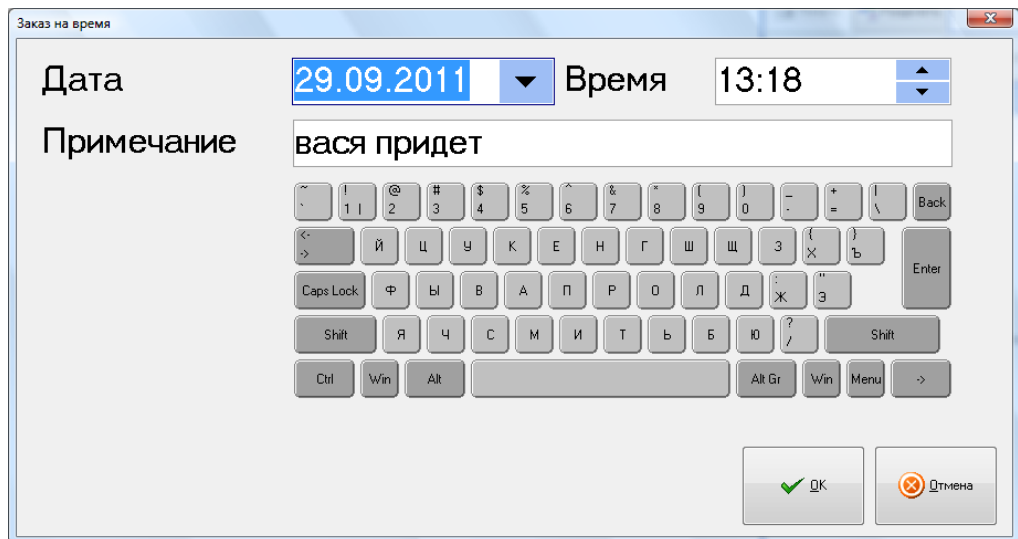 Заказ на время
Дата 29.09.2011 Время 13:18
Примечание вася придет
~ ` ! 1 | @ 2 # 3 $ 4 % 5 ^ 6 & 7 * 8 ( 9 ) 0 _ - + = | \ Back
<- -> Й Ц У К Е Н Г Ш Щ З { Х } Ъ Enter
Caps Lock Ф Ы В А П Р О Л Д : Ж " Э
Shift Я Ч С М И Т Ь Б Ю ? / Shift
Ctrl Win Alt Alt Gr Win Menu ->
OK Отмена